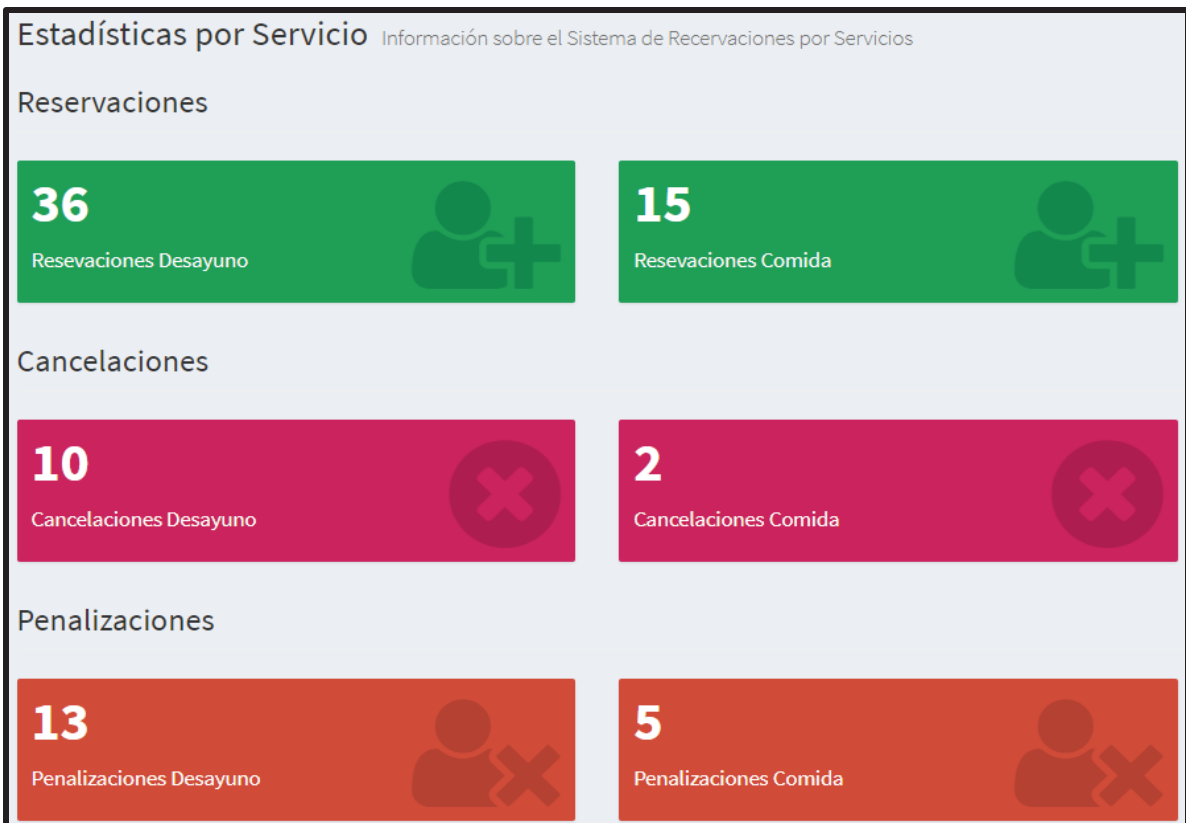 Estadísticas por Servicio Información sobre el Sistema de Recervaciones por Servicios
Reservaciones
36
Resevaciones Desayuno
15
Resevaciones Comida
Cancelaciones
10
Cancelaciones Desayuno
2
Cancelaciones Comida
Penalizaciones
13
Penalizaciones Desayuno
5
Penalizaciones Comida